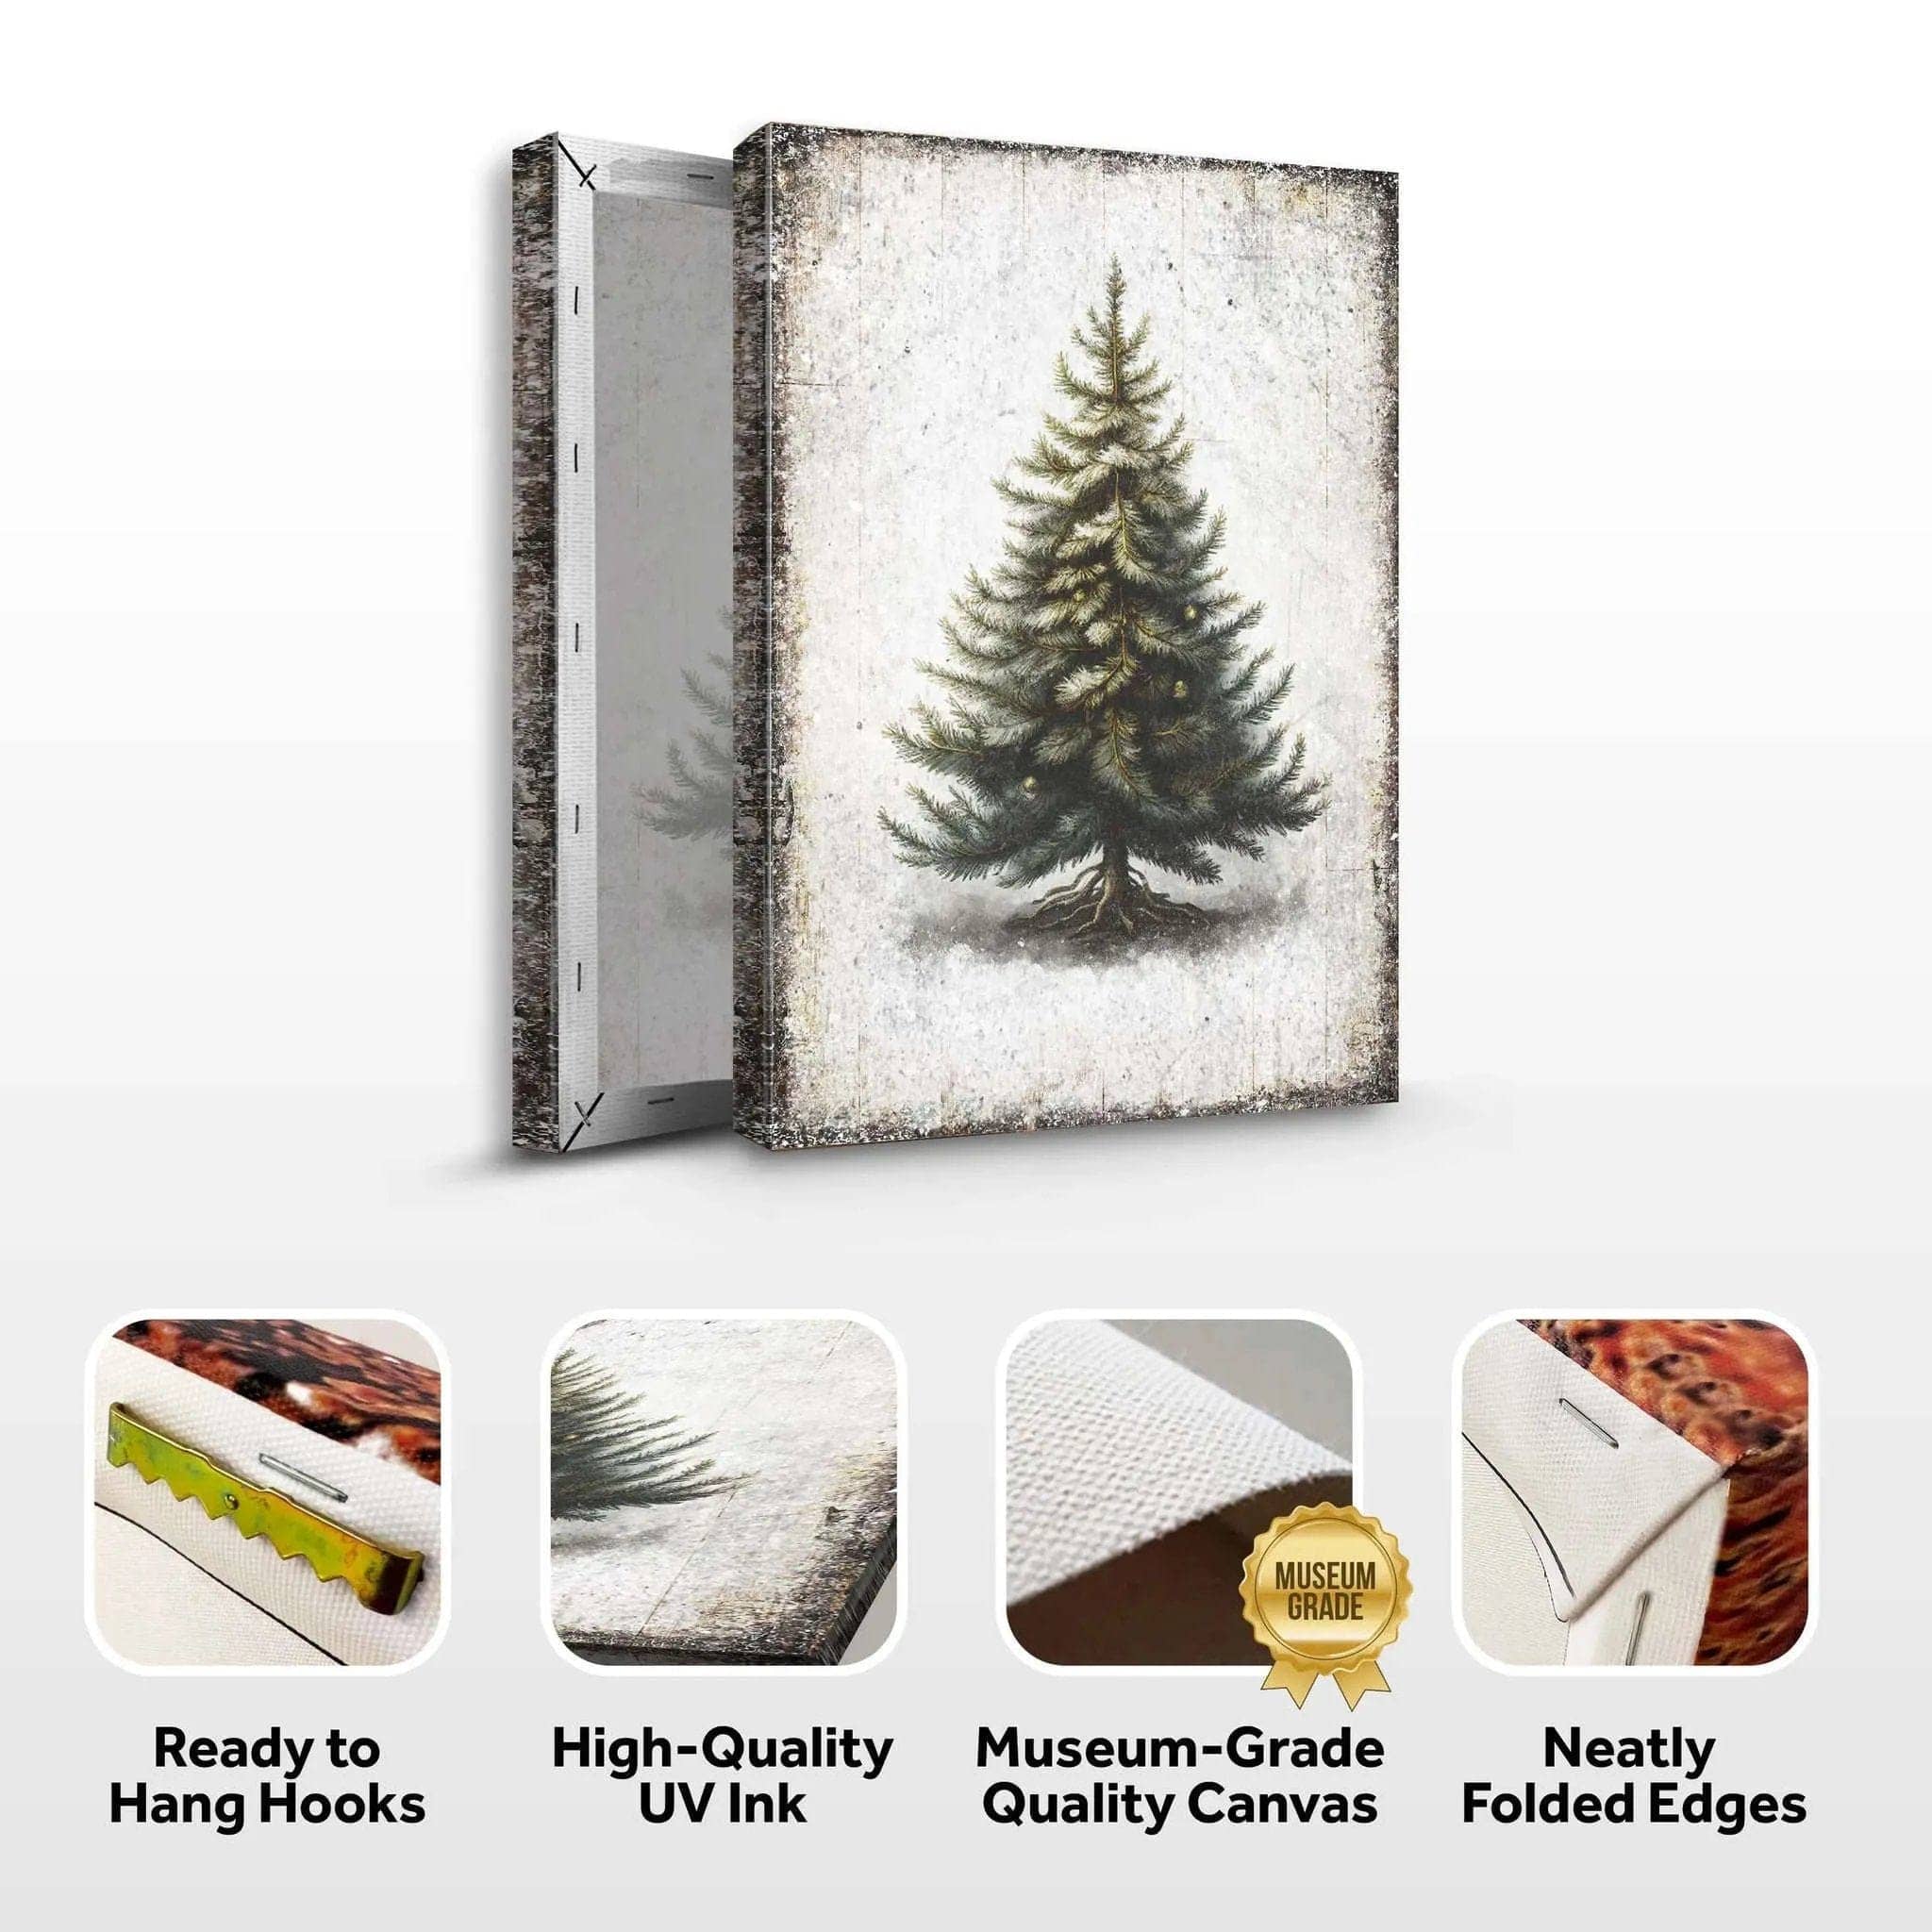 MUSEUM
GRADE
Ready to
Hang Hooks
High-Quality
UV Ink
Museum-Grade
Quality Canvas
Neatly
Folded Edges